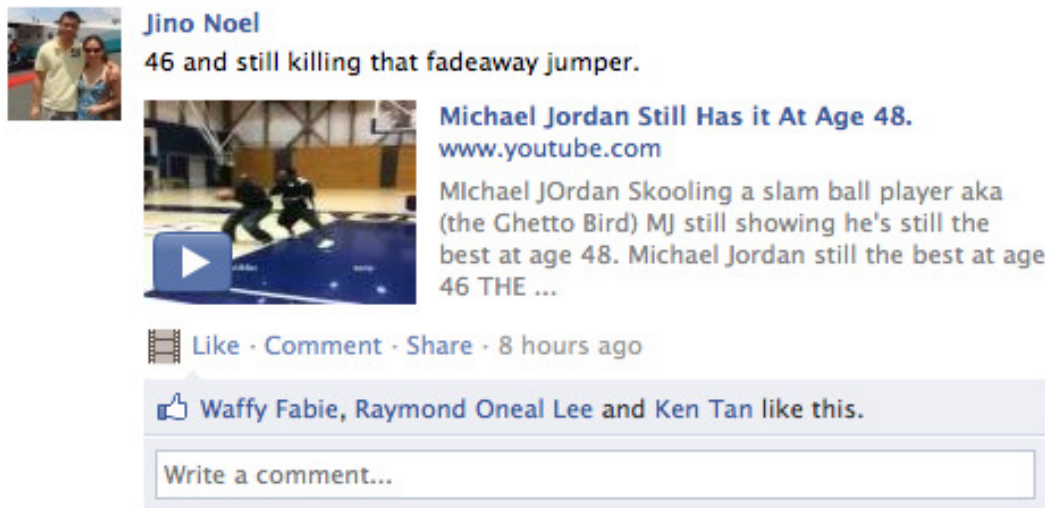 Jino Noel
46 and still killing that fadeaway jumper.
Michael Jordan Still Has it At Age 48.
www.youtube.com
MIchael JOrdan Skooling a slam ball player aka
(the Ghetto Bird) MJ still showing he's still the
best at age 48. Michael Jordan still the best at age
46 THE ...
Like · Comment · Share · 8 hours ago
Waffy Fabie, Raymond Oneal Lee and Ken Tan like this.
Write a comment...